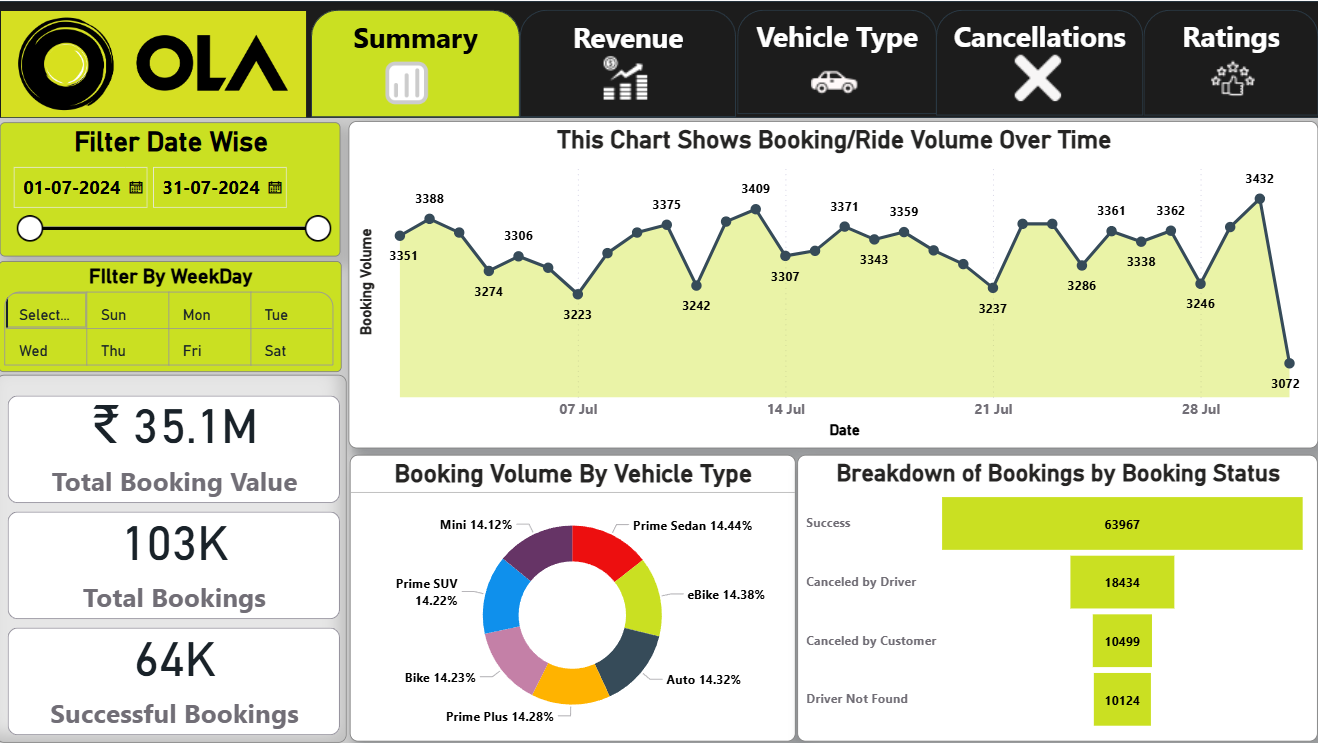 OLA
Summary
Revenue
Vehicle Type
Cancellations
Ratings
Filter Date Wise
01-07-2024
31-07-2024
FIlter By WeekDay
Select...
Sun
Mon
Tue
Wed
Thu
Fri
Sat
₹ 35.1M
Total Booking Value
103K
Total Bookings
64K
Successful Bookings
This Chart Shows Booking/Ride Volume Over Time
Booking Volume
3351
3388
3274
3306
3223
3375
3242
3409
3307
3371
3343
3359
3237
3286
3361
3338
3362
3246
3432
3072
07 Jul
14 Jul
21 Jul
28 Jul
Date
Booking Volume By Vehicle Type
Mini 14.12%
Prime Sedan 14.44%
Prime SUV
14.22%
eBike 14.38%
Bike 14.23%
Auto 14.32%
Prime Plus 14.28%
Breakdown of Bookings by Booking Status
Success
63967
Canceled by Driver
18434
Canceled by Customer
10499
Driver Not Found
10124